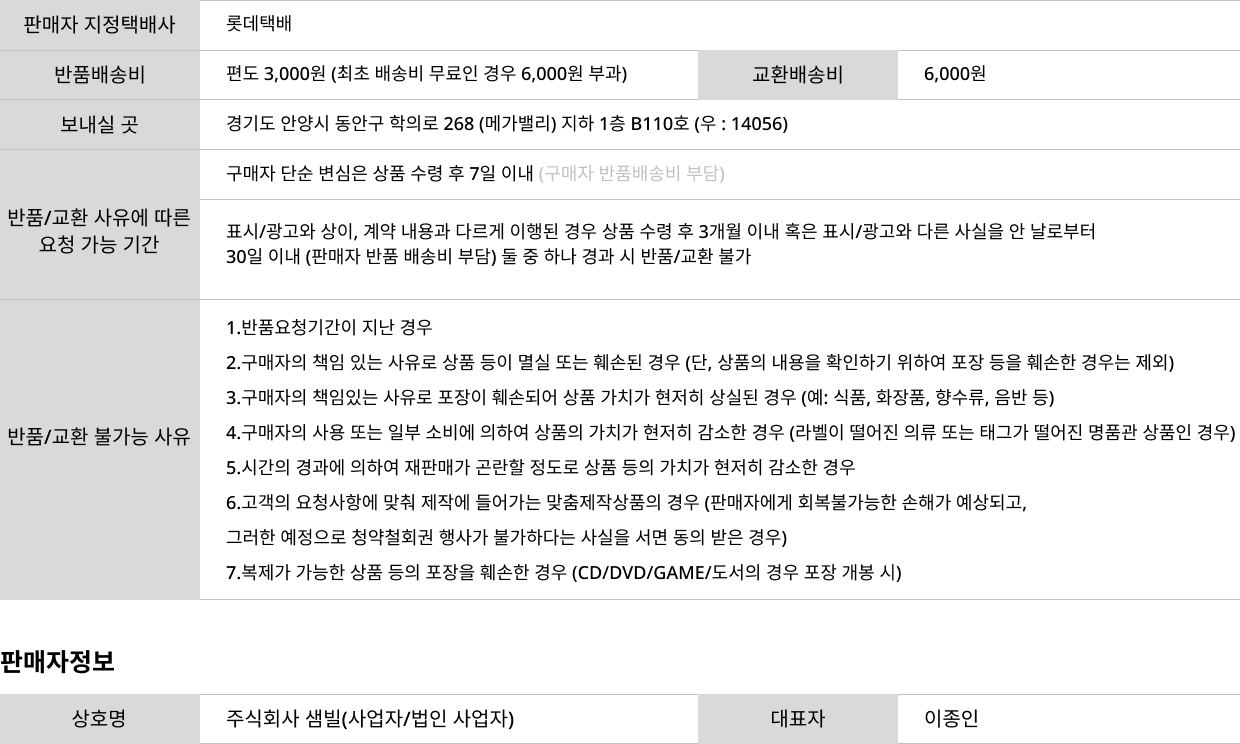 판매자 지정택배사 롯데택배
반품배송비 편도 3,000원 (최초 배송비 무료인 경우 6,000원 부과) 교환배송비 6,000원
보내실 곳 경기도 안양시 동안구 학의로 268 (메가밸리) 지하 1층 B110호 (우 : 14056)
구매자 단순 변심은 상품 수령 후 7일 이내 (구매자 반품배송비 부담)
반품/교환 사유에 따른
요청 가능 기간
표시/광고와 상이, 계약 내용과 다르게 이행된 경우 상품 수령 후 3개월 이내 혹은 표시/광고와 다른 사실을 안 날로부터
30일 이내 (판매자 반품 배송비 부담) 둘 중 하나 경과 시 반품/교환 불가
반품/교환 불가능 사유
1.반품요청기간이 지난 경우
2.구매자의 책임 있는 사유로 상품 등이 멸실 또는 훼손된 경우 (단, 상품의 내용을 확인하기 위하여 포장 등을 훼손한 경우는 제외)
3.구매자의 책임있는 사유로 포장이 훼손되어 상품 가치가 현저히 상실된 경우 (예: 식품, 화장품, 향수류, 음반 등)
4.구매자의 사용 또는 일부 소비에 의하여 상품의 가치가 현저히 감소한 경우 (라벨이 떨어진 의류 또는 태그가 떨어진 명품관 상품인 경우)
5.시간의 경과에 의하여 재판매가 곤란할 정도로 상품 등의 가치가 현저히 감소한 경우
6.고객의 요청사항에 맞춰 제작에 들어가는 맞춤제작상품의 경우 (판매자에게 회복불가능한 손해가 예상되고,
그러한 예정으로 청약철회권 행사가 불가하다는 사실을 서면 동의 받은 경우)
7.복제가 가능한 상품 등의 포장을 훼손한 경우 (CD/DVD/GAME/도서의 경우 포장 개봉 시)
판매자정보
상호명 주식회사 샘빌(사업자/법인 사업자) 대표자 이종인